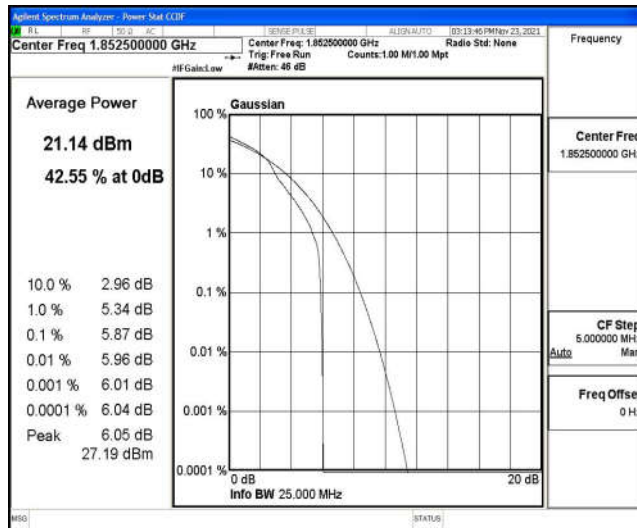 Agilent Spectrum Analyzer - Power Stat CCDF
RL RF 50 Ω AC SENSE:PULSE ALIGN AUTO 03:13:46 PM Nov 23, 2021
Center Freq 1.852500000 GHz
Center Freq: 1.852500000 GHz Radio Std: None
Trig: Free Run Counts:1.00 M/1.00 Mpt
#IFGain:Low #Atten: 46 dB
Frequency
Average Power
21.14 dBm
42.55 % at 0dB
10.0 % 2.96 dB
1.0 % 5.34 dB
0.1 % 5.87 dB
0.01 % 5.96 dB
0.001 % 6.01 dB
0.0001 % 6.04 dB
Peak 6.05 dB
27.19 dBm
Gaussian
100 %
10 %
1 %
0.1 %
0.01 %
0.001 %
0.0001 %
0 dB 20 dB
Info BW 25.000 MHz
Center Freq
1.852500000 GHz
CF Step
5.000000 MHz
Auto Man
Freq Offset
0 Hz
MSG STATUS